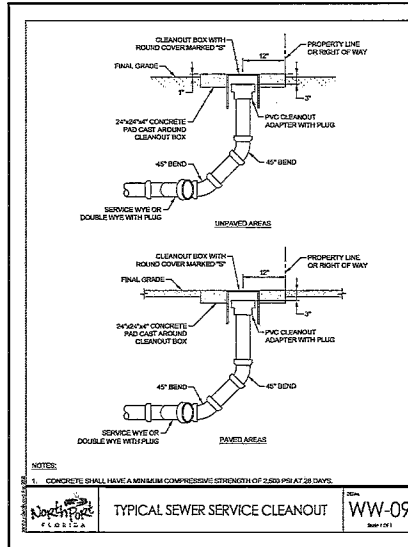 CLEANOUT BOX WITH
ROUND COVER MARKED "S"
12"
PROPERTY LINE
OR RIGHT OF WAY
FINAL GRADE
1"
3"
24"x24"x4" CONCRETE
PAD CAST AROUND
CLEANOUT BOX
PVC CLEANOUT
ADAPTER WITH PLUG
45° BEND
45° BEND
SERVICE WYE OR
DOUBLE WYE WITH PLUG
UNPAVED AREAS
CLEANOUT BOX WITH
ROUND COVER MARKED "S"
12"
PROPERTY LINE
OR RIGHT OF WAY
FINAL GRADE
3"
24"x24"x4" CONCRETE
PAD CAST AROUND
CLEANOUT BOX
PVC CLEANOUT
ADAPTER WITH PLUG
45° BEND
45° BEND
SERVICE WYE OR
DOUBLE WYE WITH PLUG
PAVED AREAS
NOTES:
1. CONCRETE SHALL HAVE A MINIMUM COMPRESSIVE STRENGTH OF 2,500 PSI AT 28 DAYS.
North Port
FLORIDA
TYPICAL SEWER SERVICE CLEANOUT
WW-09